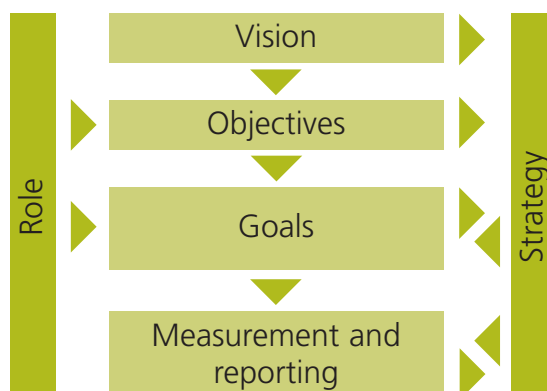 Role
Vision
Objectives
Goals
Measurement and
reporting
Strategy